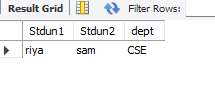 Result Grid Filter Rows:
Stdun1 Stdun2 dept
riya sam CSE